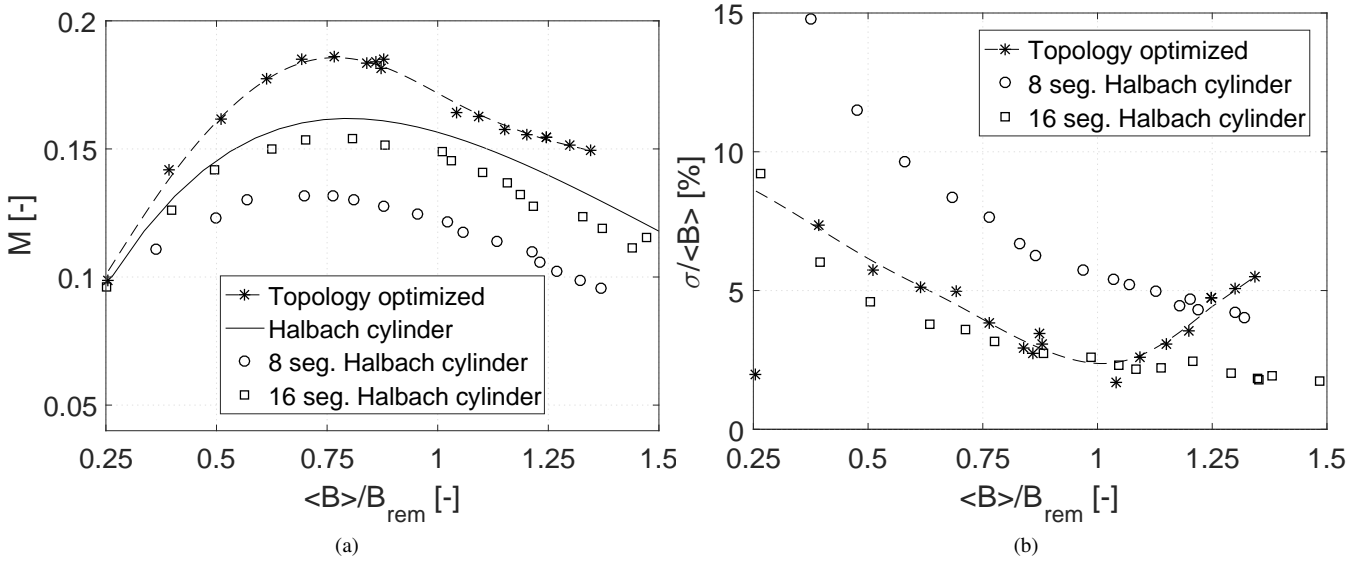 0.2
0.15
0.1
0.05
M [-]
0.25 0.5 0.75 1 1.25 1.5
<B>/B_rem [-]
Topology optimized
Halbach cylinder
8 seg. Halbach cylinder
16 seg. Halbach cylinder
(a)
15
10
5
0
σ/<B> [%]
0.25 0.5 0.75 1 1.25 1.5
<B>/B_rem [-]
Topology optimized
8 seg. Halbach cylinder
16 seg. Halbach cylinder
(b)